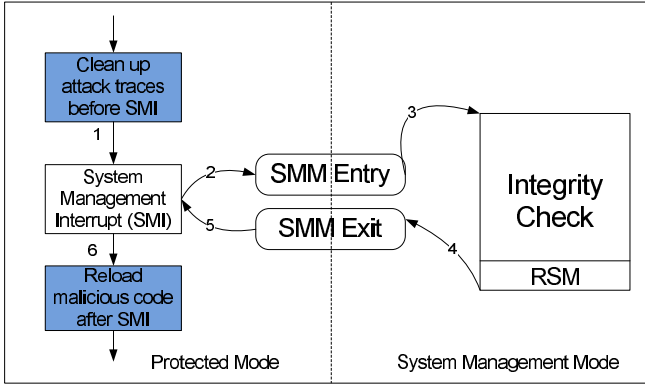 Clean up
attack traces
before SMI
1
System
Management
Interrupt (SMI)
2
SMM Entry
3
Integrity
Check
RSM
4
SMM Exit
5
6
Reload
malicious code
after SMI
Protected Mode
System Management Mode